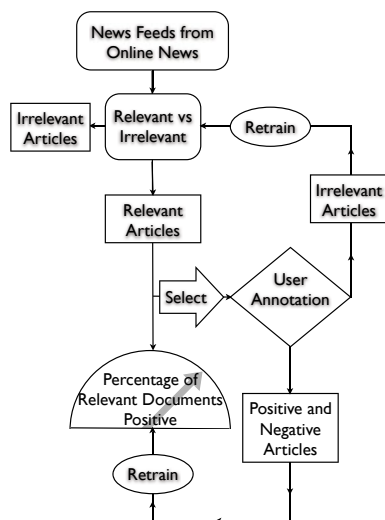 News Feeds from
Online News
Irrelevant
Articles
Relevant vs
Irrelevant
Retrain
Irrelevant
Articles
Relevant
Articles
Select
User
Annotation
Percentage of
Relevant Documents
Positive
Positive and
Negative
Articles
Retrain